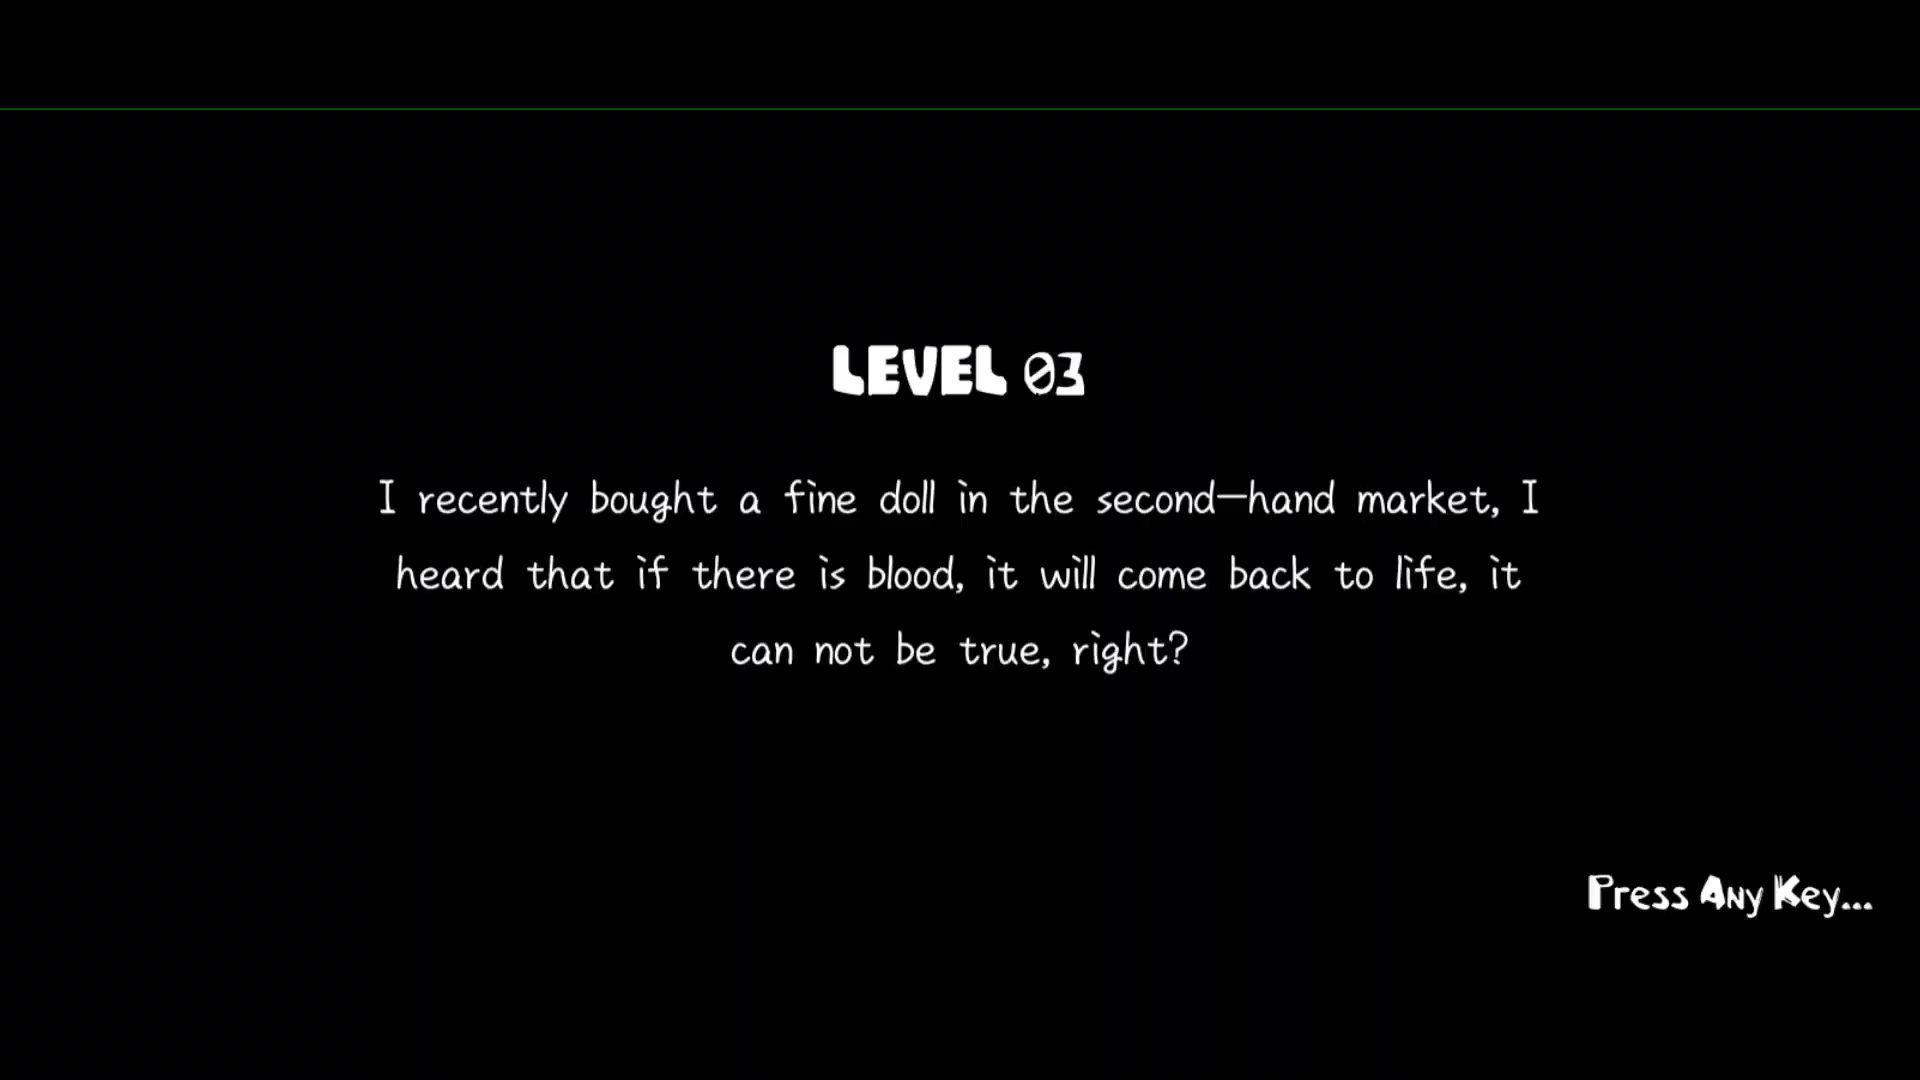 LEVEL 03
I recently bought a fine doll in the second-hand market, I
heard that if there is blood, it will come back to life, it
can not be true, right?
Press Any Key...